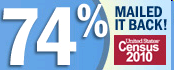 74%
MAILED
IT BACK!
United States®
Census
2010